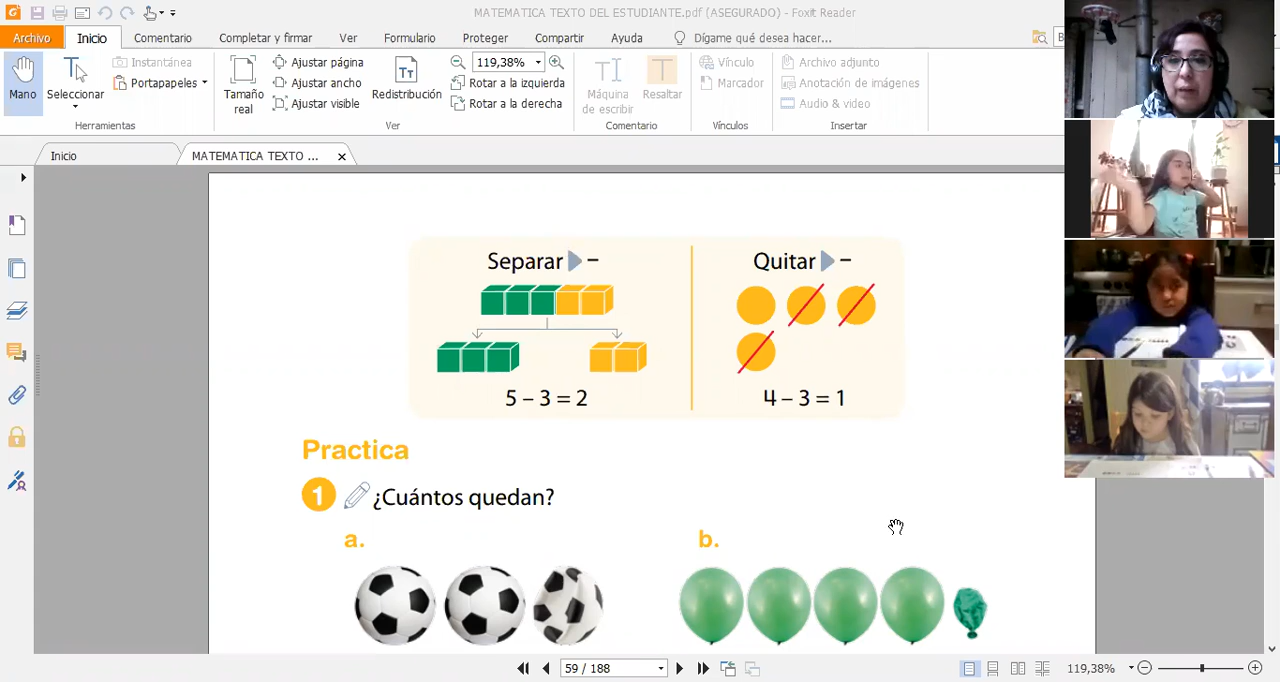 MATEMATICA TEXTO DEL ESTUDIANTE.pdf (ASEGURADO) - Foxit Reader
Archivo Inicio Comentario Completar y firmar Ver Formulario Proteger Compartir Ayuda Dígame qué desea hacer... B
Mano
Seleccionar
Instantánea
Portapapeles
Herramientas
Tamaño real
Ajustar página
Ajustar ancho
Ajustar visible
Redistribución
119,38%
Rotar a la izquierda
Rotar a la derecha
Ver
Máquina de escribir
Resaltar
Comentario
Vínculo
Marcador
Vínculos
Archivo adjunto
Anotación de imágenes
Audio & video
Insertar
Inicio MATEMATICA TEXTO ...
Separar –
5 – 3 = 2
Quitar –
4 – 3 = 1
Practica
1 ¿Cuántos quedan?
a. b.
59 / 188 119,38%